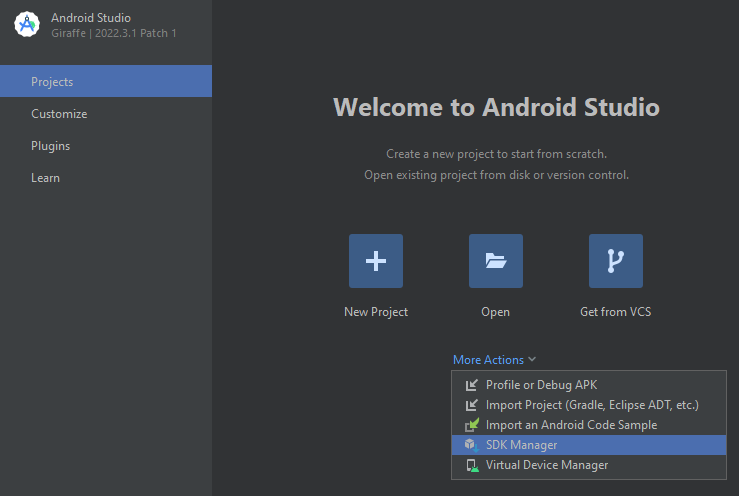 Android Studio
Giraffe | 2022.3.1 Patch 1
Projects
Customize
Plugins
Learn
Welcome to Android Studio
Create a new project to start from scratch.
Open existing project from disk or version control.
New Project
Open
Get from VCS
More Actions
Profile or Debug APK
Import Project (Gradle, Eclipse ADT, etc.)
Import an Android Code Sample
SDK Manager
Virtual Device Manager